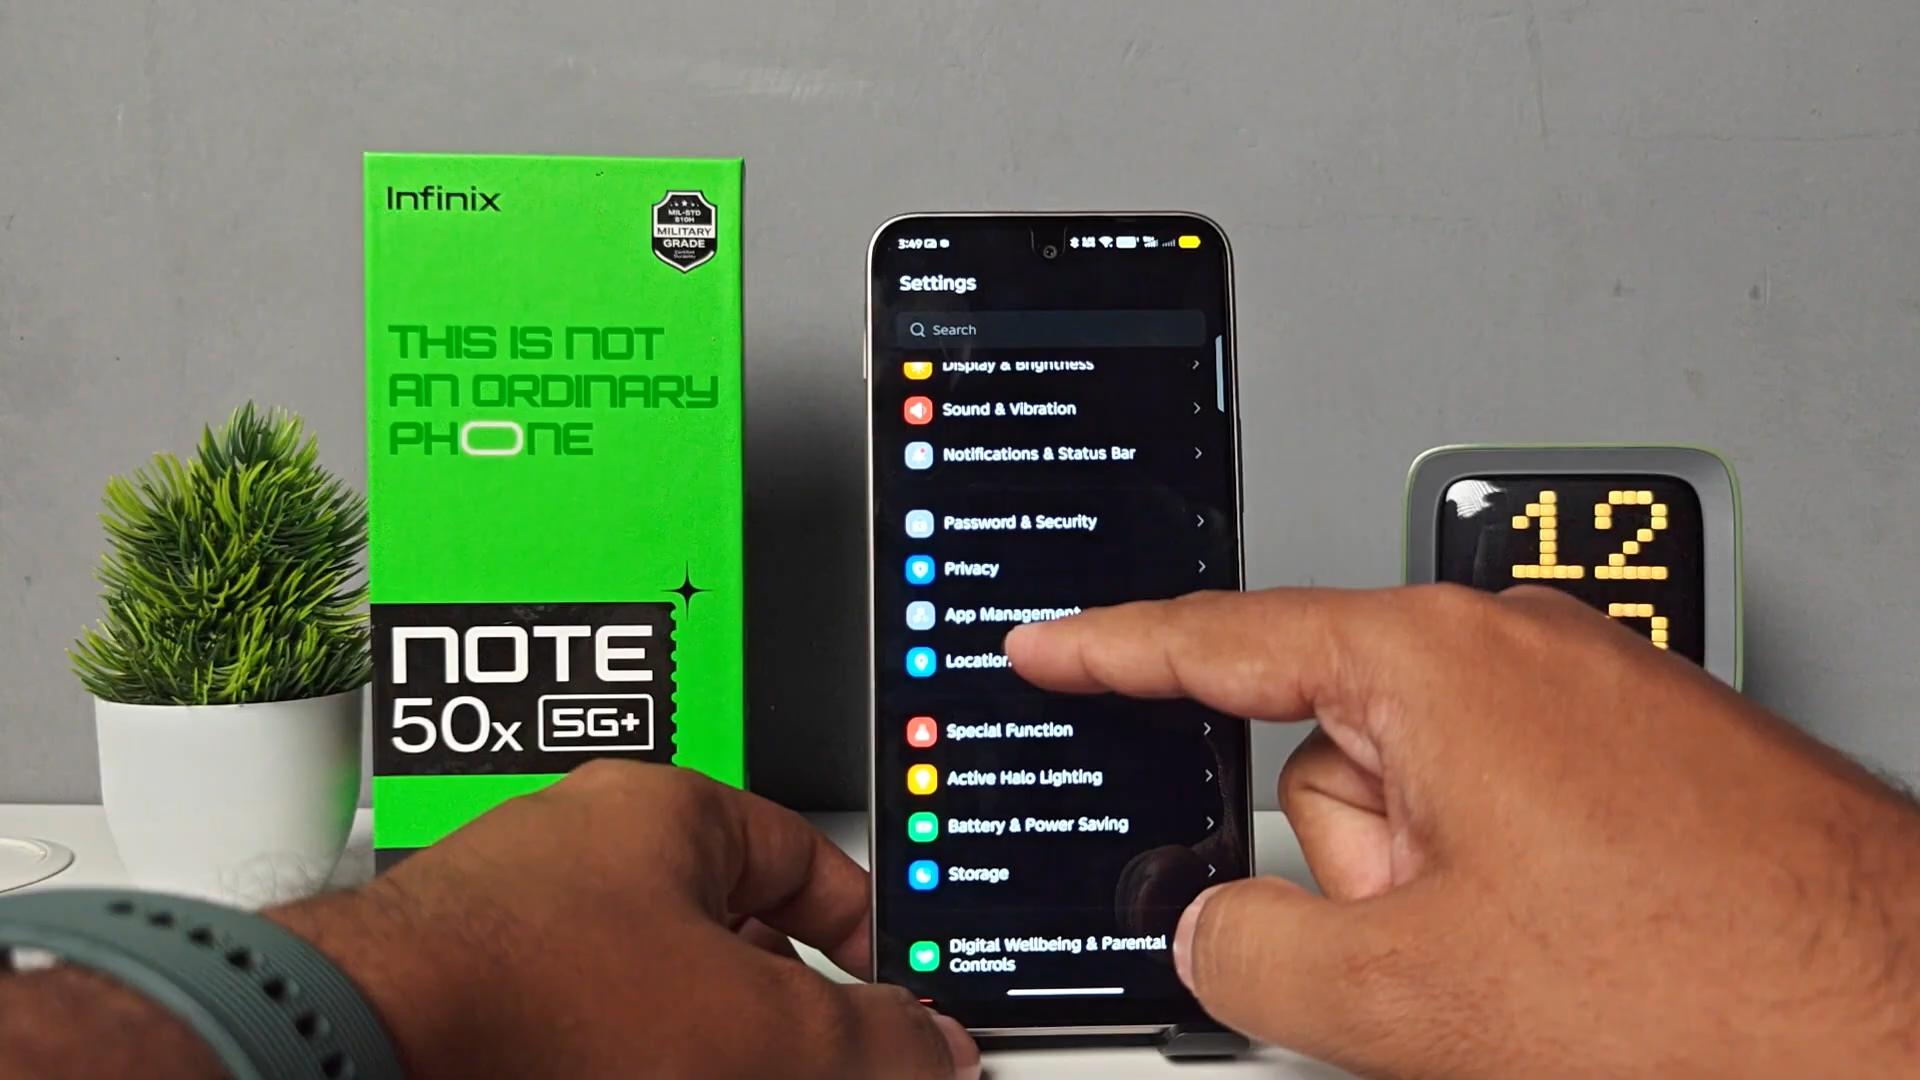 Infinix
MIL-STD
810H
MILITARY
GRADE
THIS IS NOT
AN ORDINARY
PHONE
NOTE
50x 5G+
3:49
Settings
Search
Display & Brightness
Sound & Vibration
Notifications & Status Bar
Password & Security
Privacy
App Management
Location
Special Function
Active Halo Lighting
Battery & Power Saving
Storage
Digital Wellbeing & Parental
Controls
12